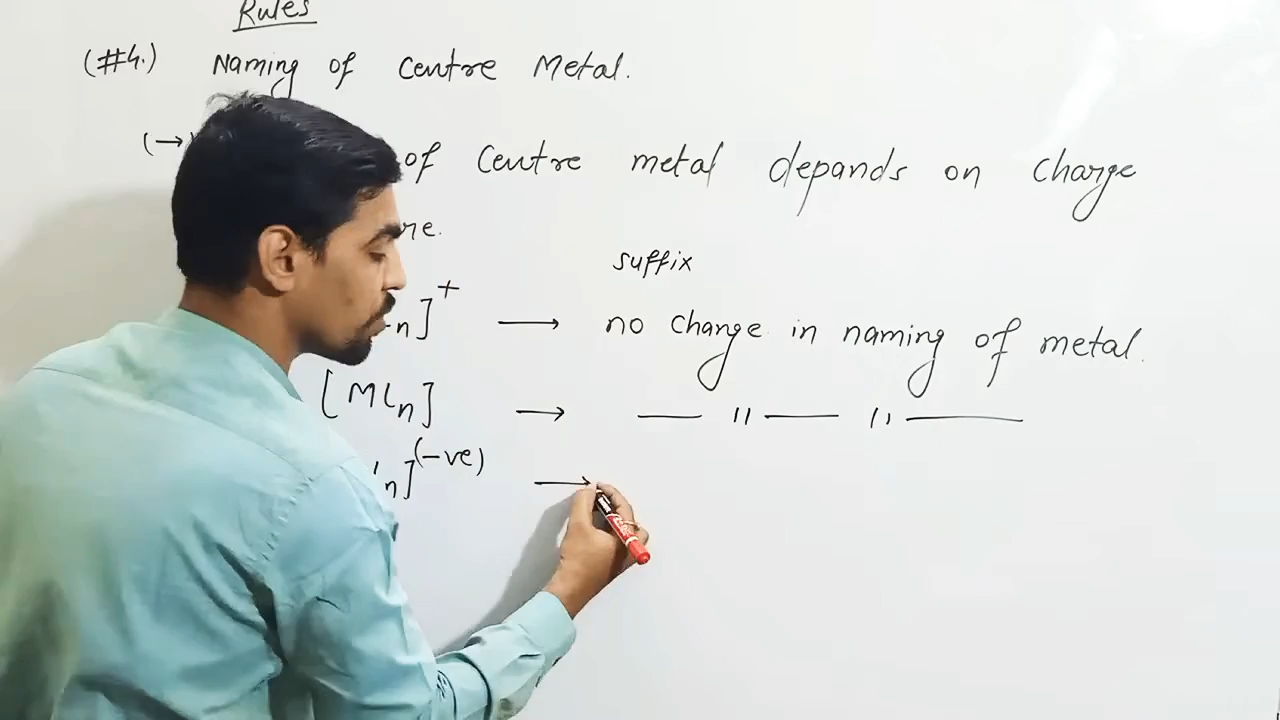 Rules
(#4.) Naming of Centre Metal.
(→) of Centre metal depands on charge
re.
suffix
n]⁺ → no change in naming of metal.
[MLn] → — " — " —
n]⁽⁻ᵛᵉ⁾ →